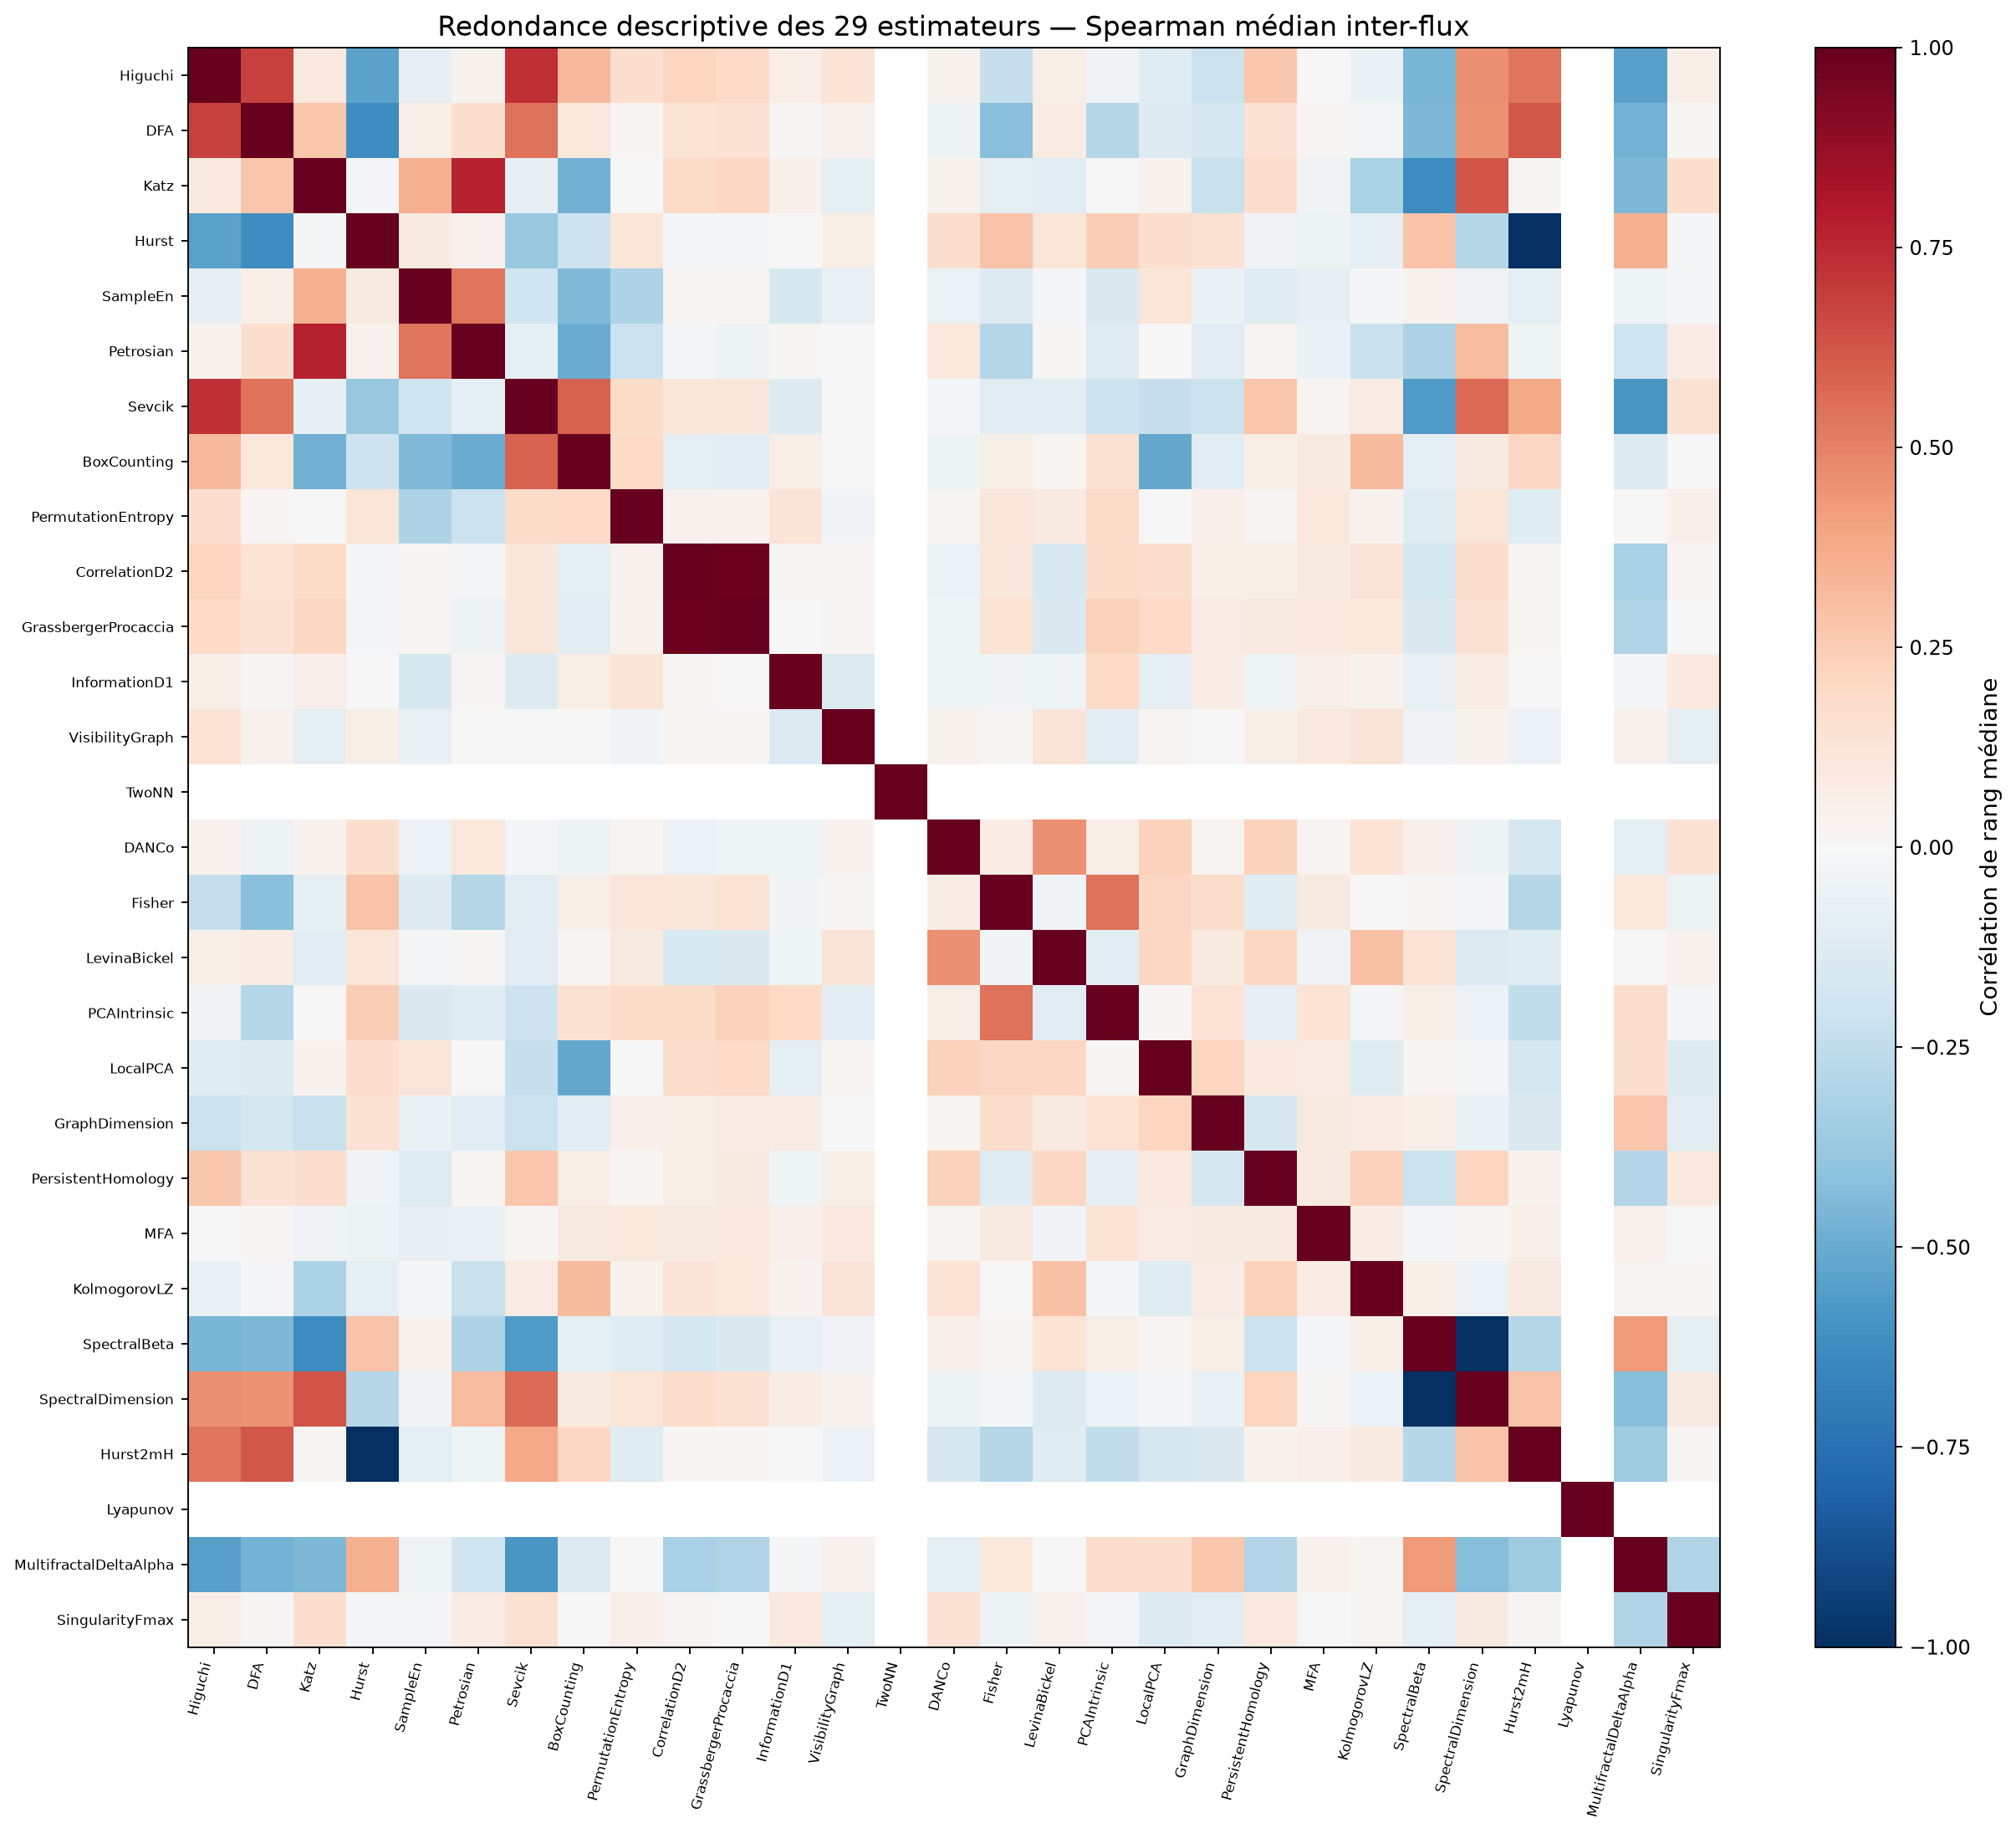 Redondance descriptive des 29 estimateurs — Spearman médian inter-flux
Higuchi
DFA
Katz
Hurst
SampleEn
Petrosian
Sevcik
BoxCounting
PermutationEntropy
CorrelationD2
GrassbergerProcaccia
InformationD1
VisibilityGraph
TwoNN
DANCo
Fisher
LevinaBickel
PCAIntrinsic
LocalPCA
GraphDimension
PersistentHomology
MFA
KolmogorovLZ
SpectralBeta
SpectralDimension
Hurst2mH
Lyapunov
MultifractalDeltaAlpha
SingularityFmax
Higuchi
DFA
Katz
Hurst
SampleEn
Petrosian
Sevcik
BoxCounting
PermutationEntropy
CorrelationD2
GrassbergerProcaccia
InformationD1
VisibilityGraph
TwoNN
DANCo
Fisher
LevinaBickel
PCAIntrinsic
LocalPCA
GraphDimension
PersistentHomology
MFA
KolmogorovLZ
SpectralBeta
SpectralDimension
Hurst2mH
Lyapunov
MultifractalDeltaAlpha
SingularityFmax
1.00
0.75
0.50
0.25
0.00
−0.25
−0.50
−0.75
−1.00
Corrélation de rang médiane